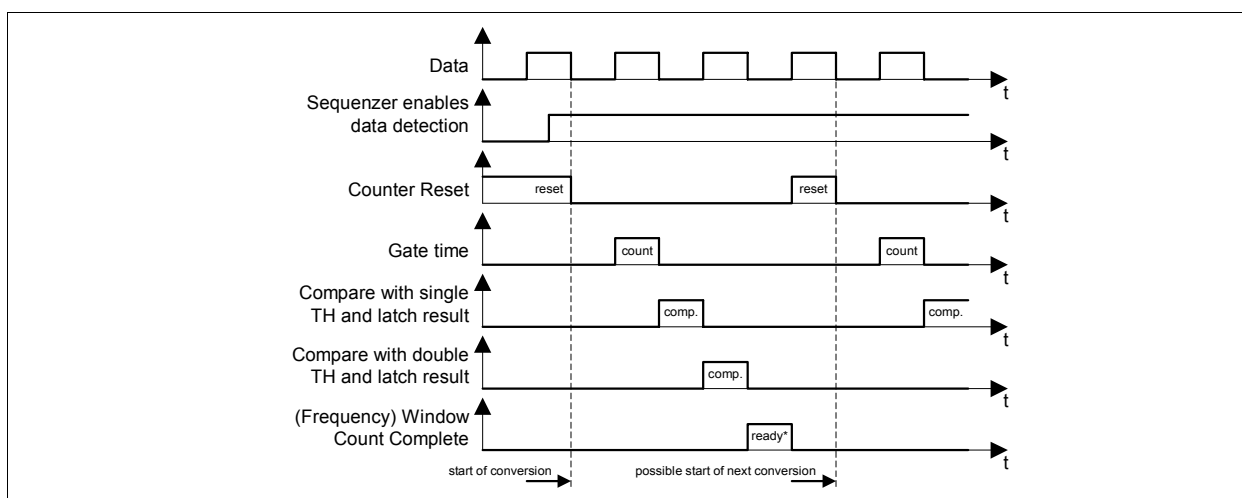 Data
t
Sequenzer enables
data detection
t
Counter Reset
reset
reset
t
Gate time
count
count
t
Compare with single
TH and latch result
comp.
comp.
t
Compare with double
TH and latch result
comp.
t
(Frequency) Window
Count Complete
ready*
t
start of conversion
possible start of next conversion